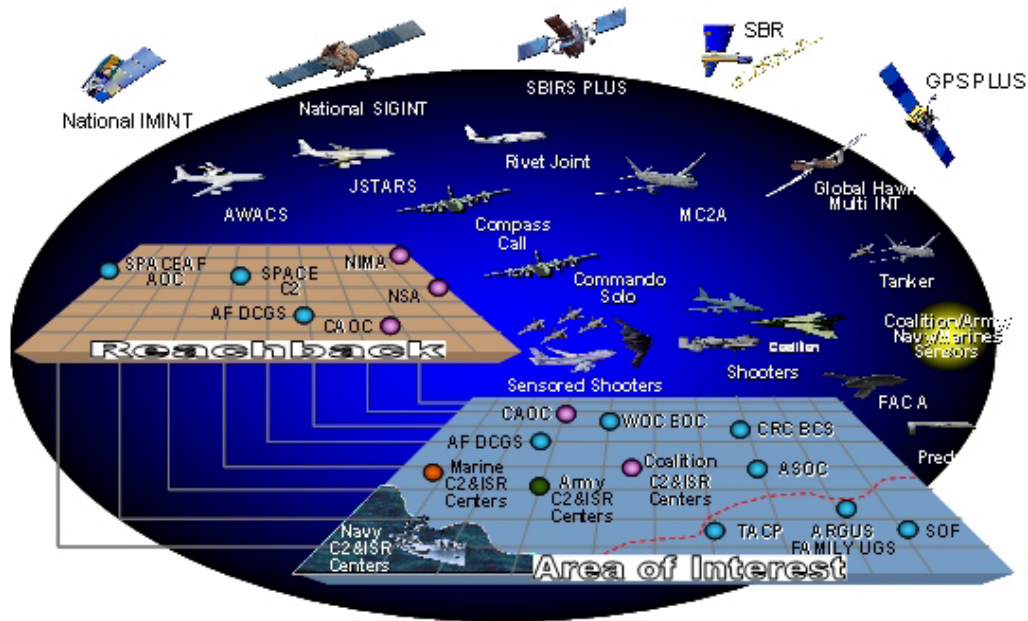 SBR
GPS PLUS
SBIRS PLUS
National SIGINT
National IMINT
Rivet Joint
JSTARS
AWACS
MC2A
Global Hawk
Multi INT
Compass
Call
Tanker
Commando
Solo
SPACEAF
AOC
SPACE
C2
NIMA
NSA
AF DCGS
CAOC
Reachback
Coalition/Army/
Navy/Marines
Sensors
Coalition
Shooters
Sensored Shooters
FAC A
Pred
CAOC
WOC EOC
CRC BCS
AF DCGS
Marine
C2&ISR
Centers
Army
C2&ISR
Centers
Coalition
C2&ISR
Centers
ASOC
Navy
C2&ISR
Centers
TACP
ARGUS
FAMILY UGS
SOF
Area of Interest